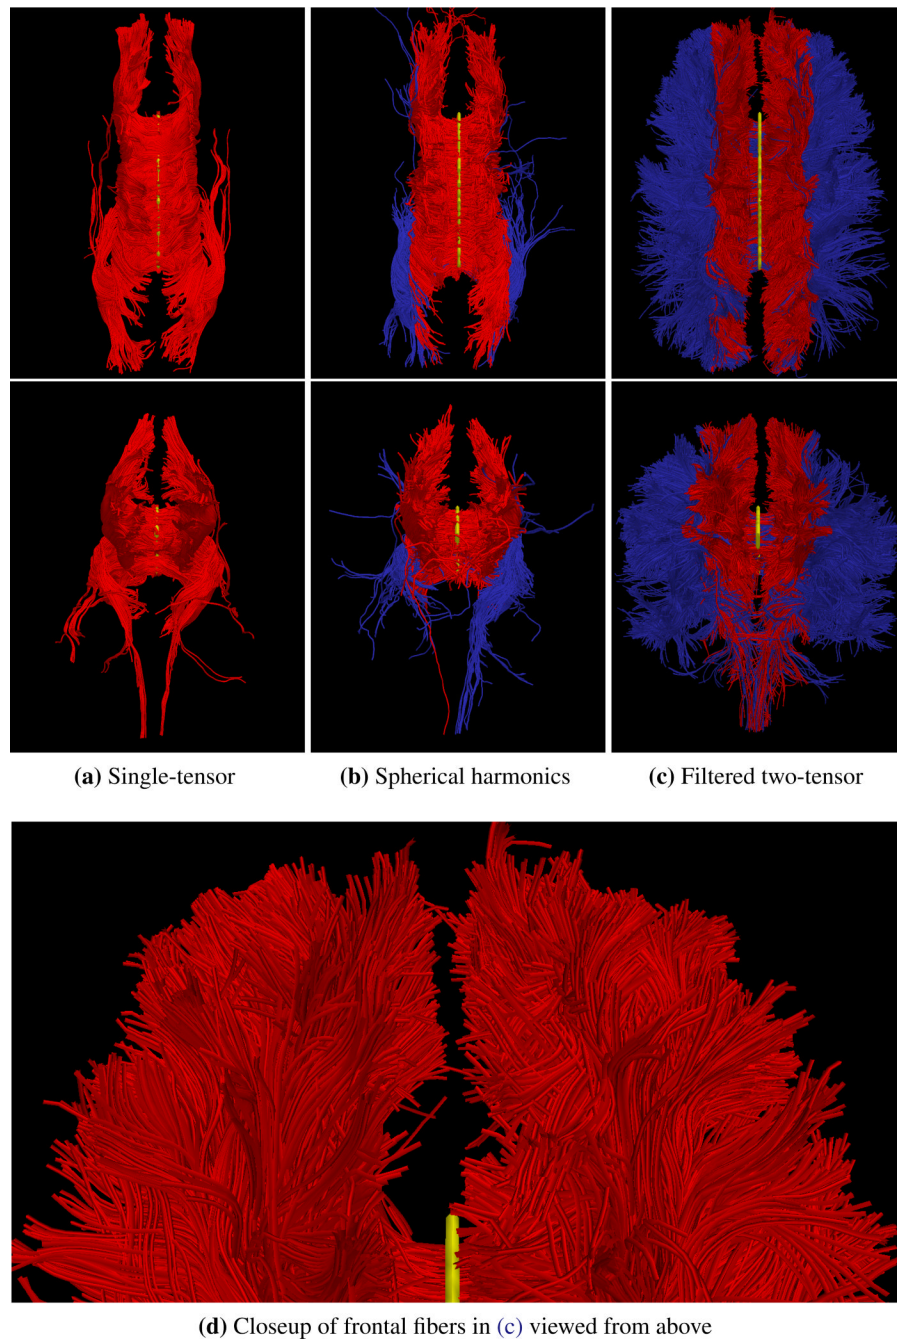 (a) Single-tensor
(b) Spherical harmonics
(c) Filtered two-tensor
(d) Closeup of frontal fibers in (c) viewed from above